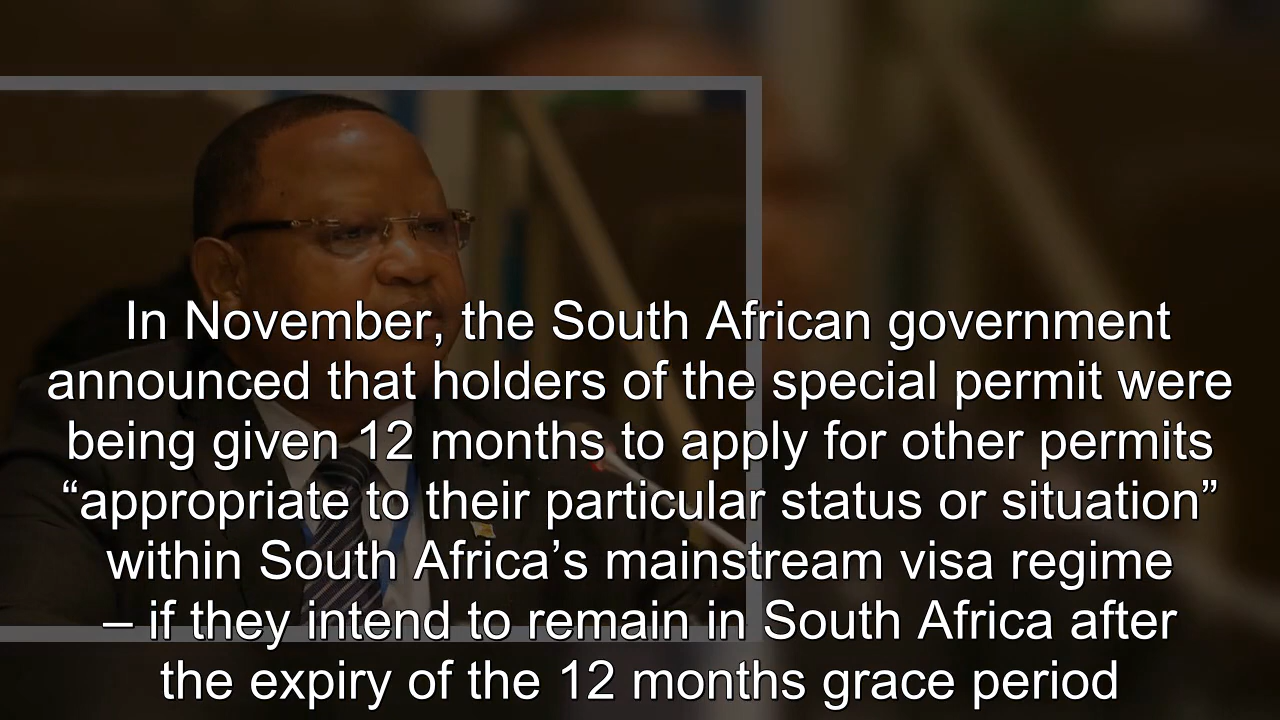 In November, the South African government
announced that holders of the special permit were
being given 12 months to apply for other permits
“appropriate to their particular status or situation”
within South Africa’s mainstream visa regime
– if they intend to remain in South Africa after
the expiry of the 12 months grace period